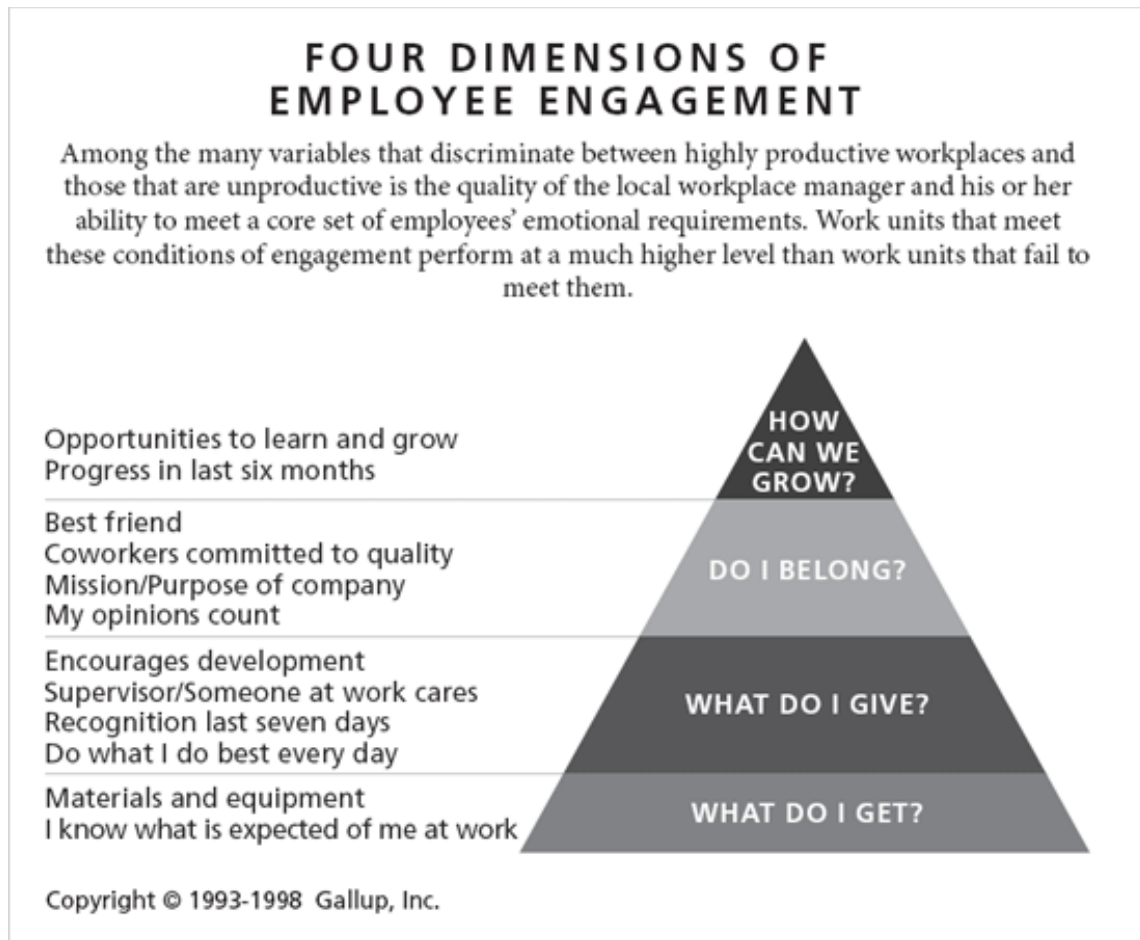 FOUR DIMENSIONS OF
EMPLOYEE ENGAGEMENT
Among the many variables that discriminate between highly productive workplaces and
those that are unproductive is the quality of the local workplace manager and his or her
ability to meet a core set of employees’ emotional requirements. Work units that meet
these conditions of engagement perform at a much higher level than work units that fail to
meet them.
HOW
CAN WE
GROW?
Opportunities to learn and grow
Progress in last six months
DO I BELONG?
Best friend
Coworkers committed to quality
Mission/Purpose of company
My opinions count
WHAT DO I GIVE?
Encourages development
Supervisor/Someone at work cares
Recognition last seven days
Do what I do best every day
WHAT DO I GET?
Materials and equipment
I know what is expected of me at work
Copyright © 1993-1998 Gallup, Inc.